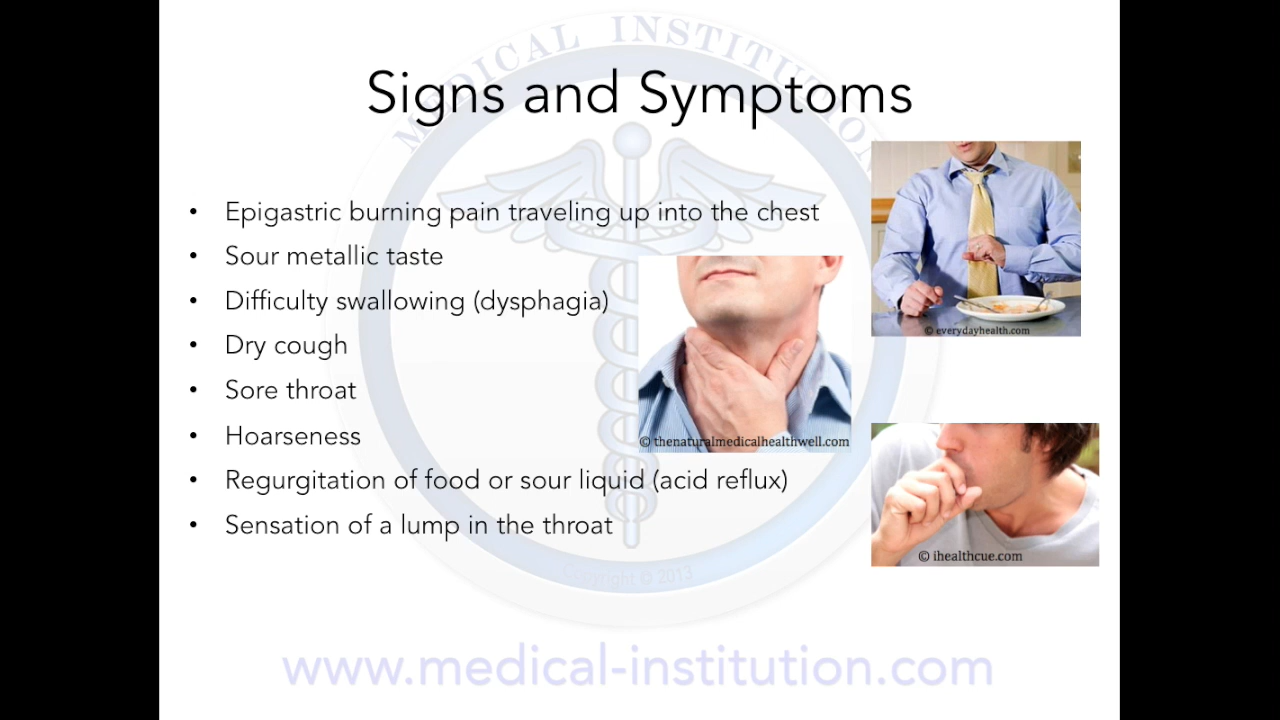 MEDICAL INSTITUTION
Signs and Symptoms
• Epigastric burning pain traveling up into the chest
• Sour metallic taste
• Difficulty swallowing (dysphagia)
• Dry cough
• Sore throat
• Hoarseness
• Regurgitation of food or sour liquid (acid reflux)
• Sensation of a lump in the throat
© everydayhealth.com
© thenaturalmedicalhealthwell.com
© ihealthcue.com
Copyright © 2013
www.medical-institution.com